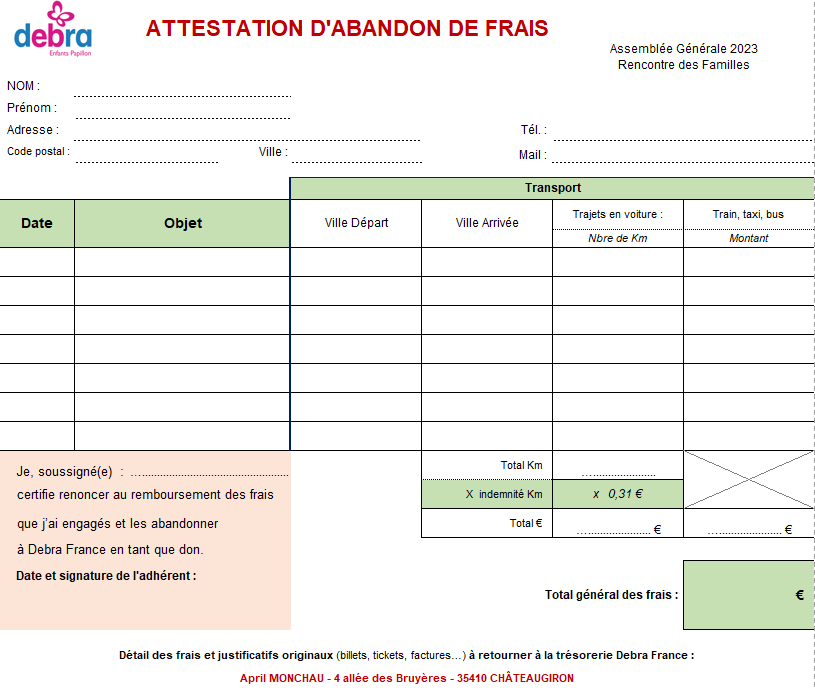 debra
Enfants Papillon
ATTESTATION D'ABANDON DE FRAIS
Assemblée Générale 2023
Rencontre des Familles
NOM :
Prénom :
Adresse :
Tél. :
Code postal :
Ville :
Mail :
Transport
Date
Objet
Ville Départ
Ville Arrivée
Trajets en voiture :
Train, taxi, bus
Nbre de Km
Montant
Je, soussigné(e) : ….................................................
certifie renoncer au remboursement des frais
que j'ai engagés et les abandonner
à Debra France en tant que don.
Date et signature de l'adhérent :
Total Km
….....................
X indemnité Km
x 0,31 €
Total €
…..................... €
…..................... €
Total général des frais :
€
Détail des frais et justificatifs originaux (billets, tickets, factures…) à retourner à la trésorerie Debra France :
April MONCHAU - 4 allée des Bruyères - 35410 CHÂTEAUGIRON